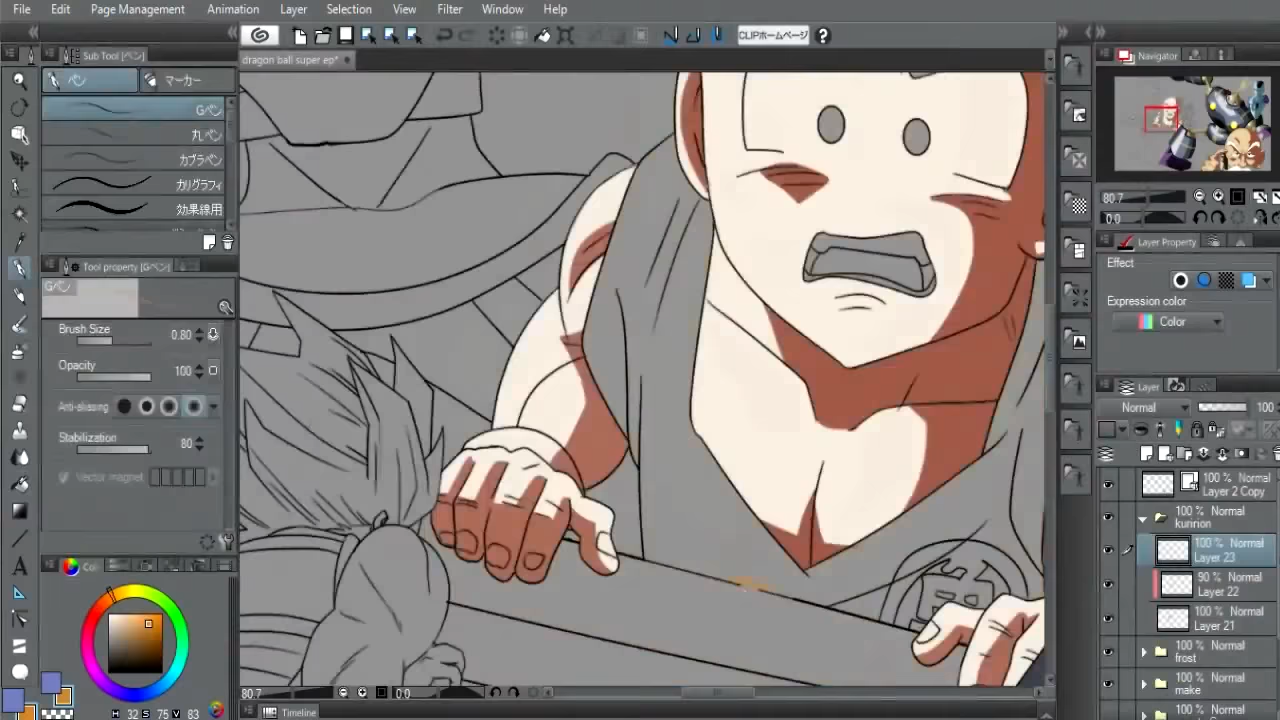 File Edit Page Management Animation Layer Selection View Filter Window Help
CLIPホームページ
Sub Tool [ペン]
dragon ball super ep*
Navigator
ペン マーカー
Gペン
丸ペン
カブラペン
カリグラフィ
効果線用
80.7
0.0
Layer Property
Tool property [Gペン]
Gペン
Effect
Expression color
Color
Brush Size 0.80
Opacity 100
Anti-aliasing
Stabilization 80
Vector magnet
Layer
Normal 100
100 % Normal
Layer 2 Copy
100 % Normal
kuririon
100 % Normal
Layer 23
90 % Normal
Layer 22
100 % Normal
Layer 21
100 % Normal
frost
100 % Normal
make
100 % Normal
80.7 0.0
Timeline
H 32 S 75 V 83